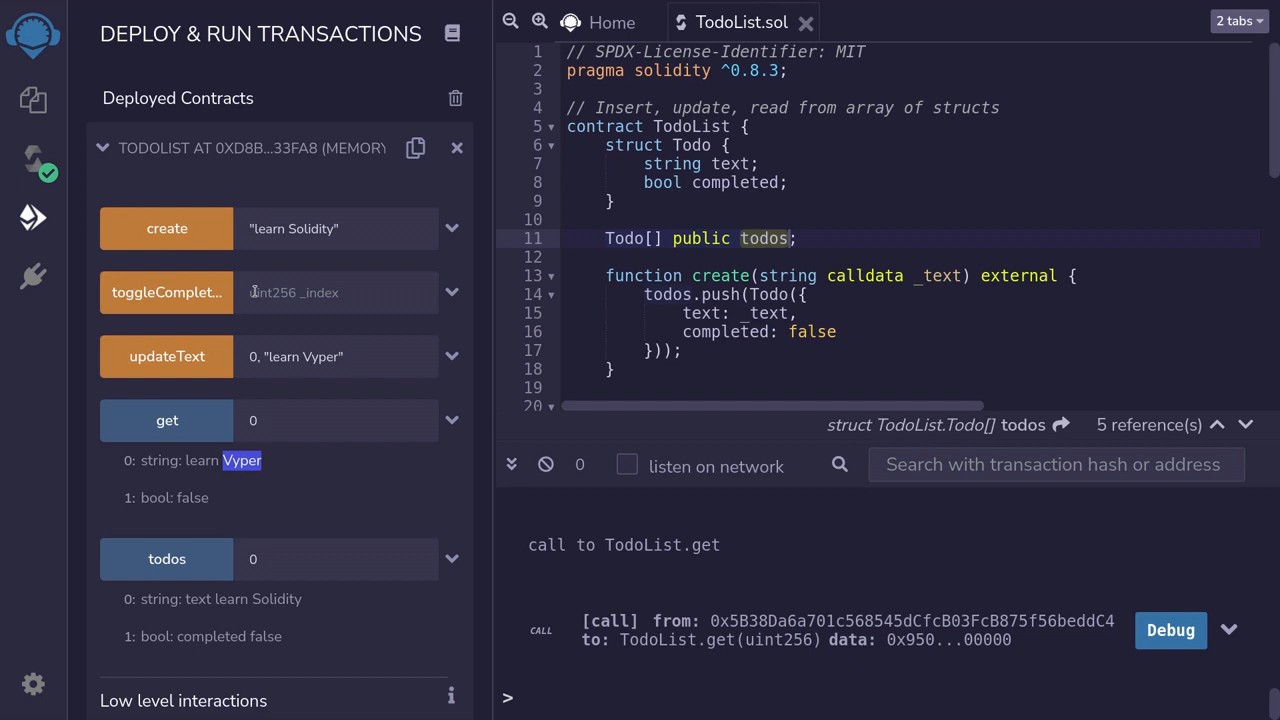 DEPLOY & RUN TRANSACTIONS
Deployed Contracts
TODOLIST AT 0XD8B...33FA8 (MEMORY
create "learn Solidity"
toggleComplet... uint256 _index
updateText 0, "learn Vyper"
get 0
0: string: learn Vyper
1: bool: false
todos 0
0: string: text learn Solidity
1: bool: completed false
Low level interactions
Home TodoList.sol 2 tabs
1 // SPDX-License-Identifier: MIT
2 pragma solidity ^0.8.3;
3
4 // Insert, update, read from array of structs
5 contract TodoList {
6 struct Todo {
7 string text;
8 bool completed;
9 }
10
11 Todo[] public todos;
12
13 function create(string calldata _text) external {
14 todos.push(Todo({
15 text: _text,
16 completed: false
17 }));
18 }
19
20
struct TodoList.Todo[] todos 5 reference(s)
0 listen on network Search with transaction hash or address
call to TodoList.get
CALL [call] from: 0x5B38Da6a701c568545dCfcB03FcB875f56beddC4
to: TodoList.get(uint256) data: 0x950...00000
Debug
>